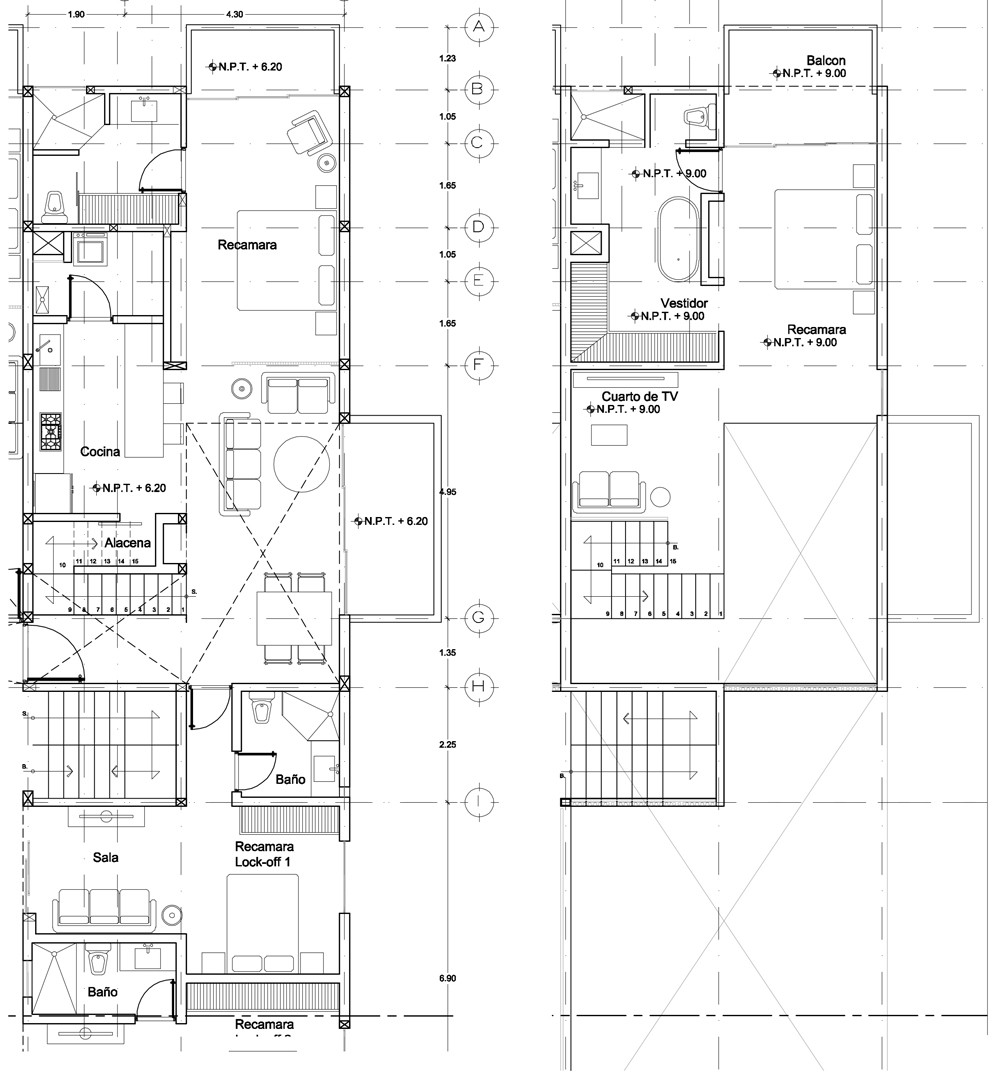 1.90
4.30
A
1.23
N.P.T. + 6.20
B
1.05
C
1.65
D
Recamara
1.05
E
1.65
F
Cocina
N.P.T. + 6.20
4.95
N.P.T. + 6.20
Alacena
11 12 13 14 15
10
S.
9 8 7 6 5 4 3 2 1
G
1.35
H
S.
2.25
B.
Baño
I
Sala
Recamara
Lock-off 1
6.90
Baño
Recamara
Balcon
N.P.T. + 9.00
N.P.T. + 9.00
Vestidor
N.P.T. + 9.00
Recamara
N.P.T. + 9.00
Cuarto de TV
N.P.T. + 9.00
B.
11 12 13 14 15
10
9 8 7 6 5 4 3 2 1
B.